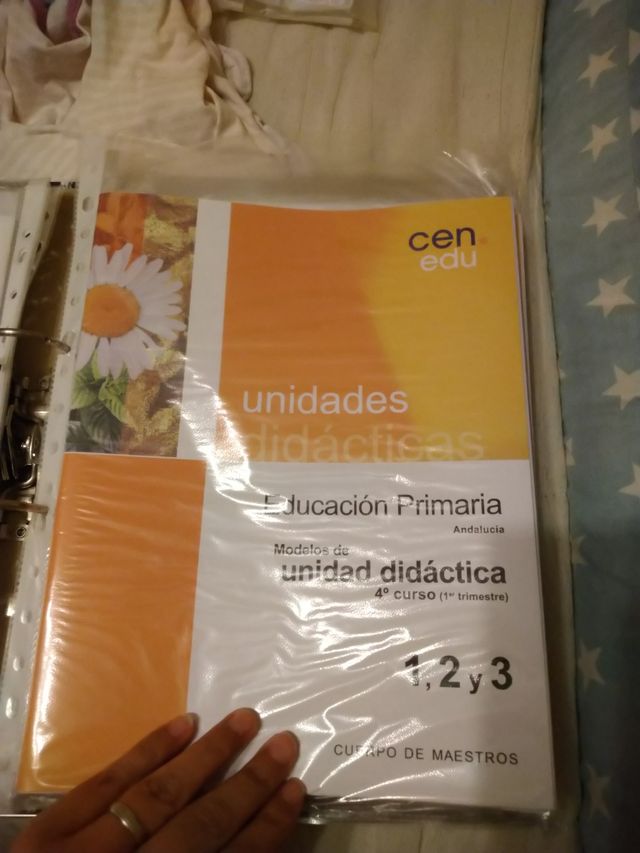 cen.
edu
unidades
didácticas
Educación Primaria
Andalucía
Modelos de
unidad didáctica
4º curso (1er trimestre)
1, 2 y 3
CUERPO DE MAESTROS